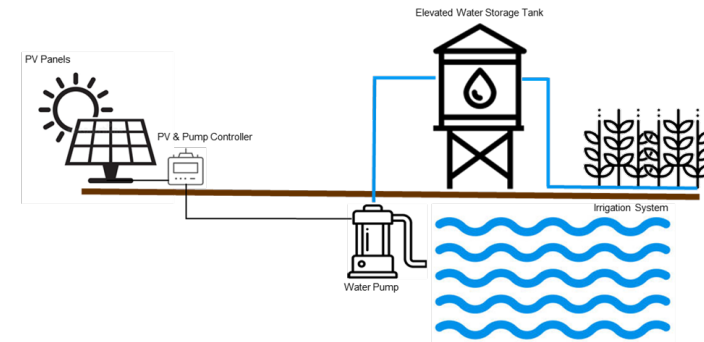 Elevated Water Storage Tank
PV Panels
PV & Pump Controller
Irrigation System
Water Pump